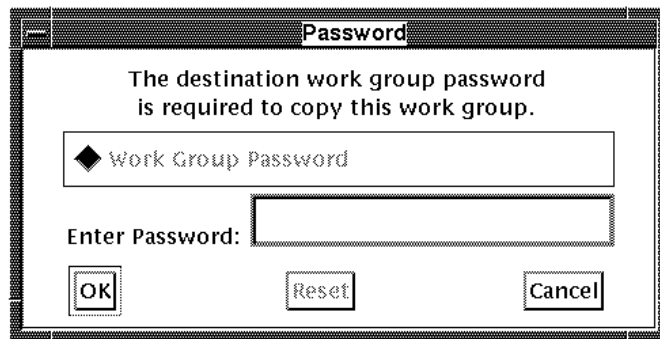 Password
The destination work group password
is required to copy this work group.
Work Group Password
Enter Password:
OK Reset Cancel